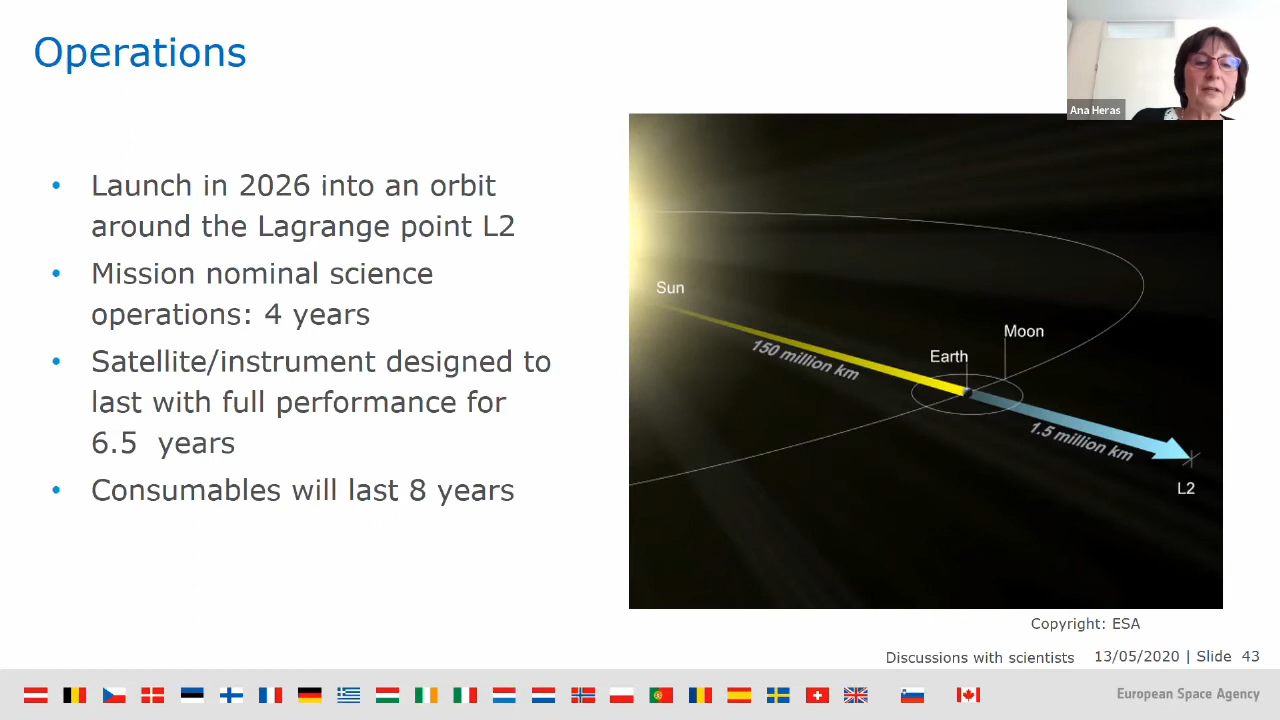 Operations
Ana Heras
• Launch in 2026 into an orbit
around the Lagrange point L2
• Mission nominal science
operations: 4 years
• Satellite/instrument designed to
last with full performance for
6.5 years
• Consumables will last 8 years
Sun
150 million km
Earth
Moon
1.5 million km
L2
Copyright: ESA
Discussions with scientists 13/05/2020 | Slide 43
European Space Agency